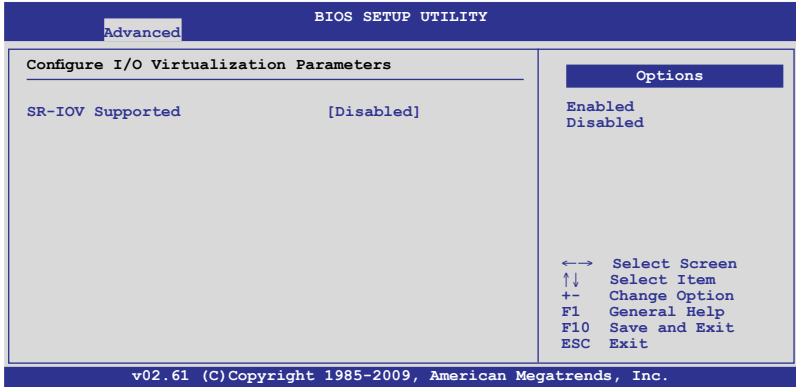 BIOS SETUP UTILITY
Advanced
Configure I/O Virtualization Parameters
SR-IOV Supported [Disabled]
Options
Enabled
Disabled
←→ Select Screen
↑↓ Select Item
+- Change Option
F1 General Help
F10 Save and Exit
ESC Exit
v02.61 (C)Copyright 1985-2009, American Megatrends, Inc.